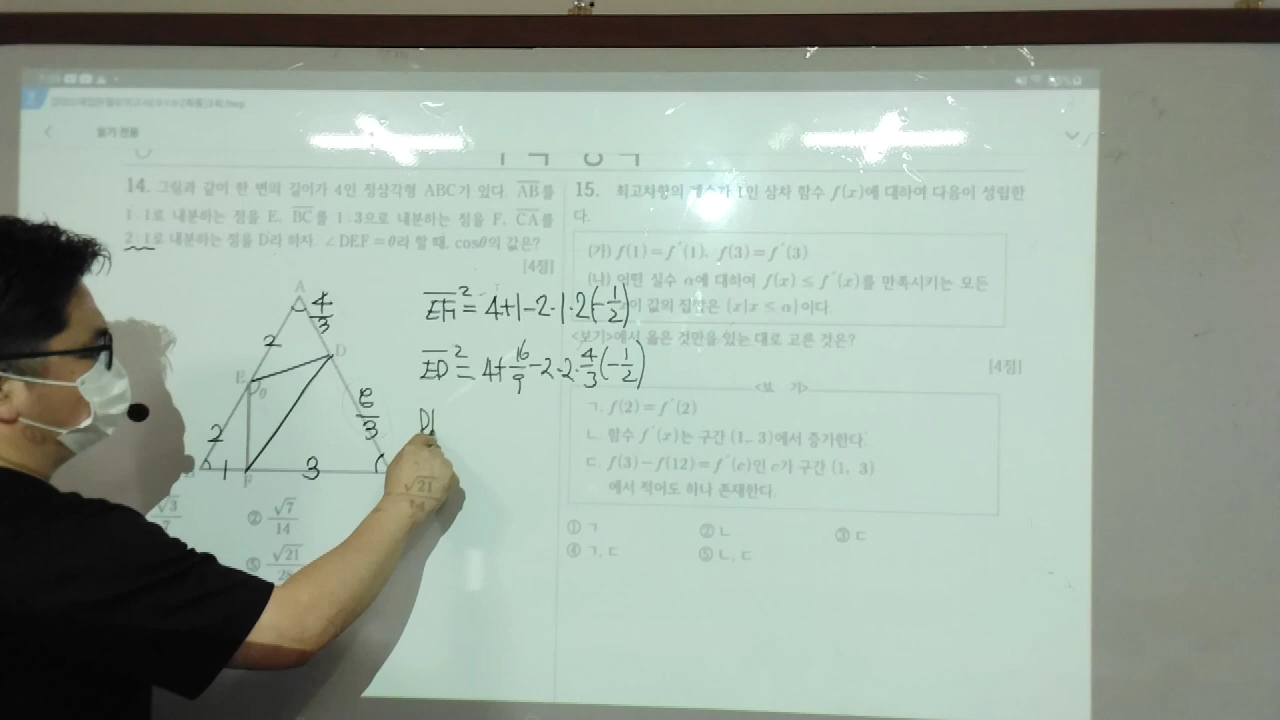 읽기 전용
14. 그림과 같이 한 변의 길이가 4인 정삼각형 ABC가 있다. AB를
1 : 1로 내분하는 점을 E, BC를 1 : 3으로 내분하는 점을 F, CA를
2 : 1로 내분하는 점을 D라 하자. ∠DEF = θ라 할 때, cosθ의 값은?
[4점]
A
4/3
2
D
E
θ
8/3
2
1
3
F
√3
② √7/14
√21
⑤ √21
EF² = 4+1-2·1·2(-1/2)
ED² = 4+16/9-2·2·4/3(-1/2)
15. 최고차항의 계수가 1인 삼차 함수 f(x)에 대하여 다음이 성립한
다.
(가) f(1) = f′(1), f(3) = f′(3)
(나) 어떤 실수 α에 대하여 f(x) ≤ f′(x)를 만족시키는 모든
값의 집합은 {x|x ≤ α}이다.
<보기>에서 옳은 것만을 있는 대로 고른 것은?
[4점]
<보 기>
ㄱ. f(2) = f′(2)
ㄴ. 함수 f′(x)는 구간 (1, 3)에서 증가한다.
ㄷ. f(3) − f(12) = f′(c)인 c가 구간 (1, 3)
에서 적어도 하나 존재한다.
① ㄱ ② ㄴ ③ ㄷ
④ ㄱ, ㄷ ⑤ ㄴ, ㄷ